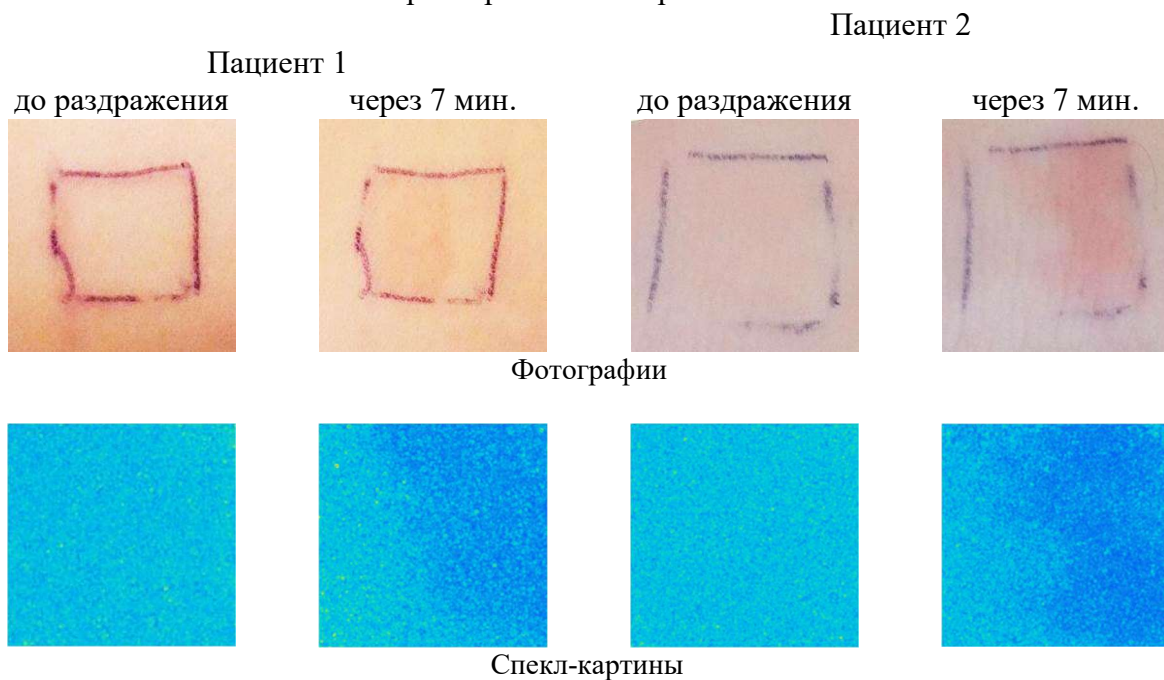 Пациент 2
Пациент 1
до раздражения через 7 мин. до раздражения через 7 мин.
Фотографии
Спекл-картины